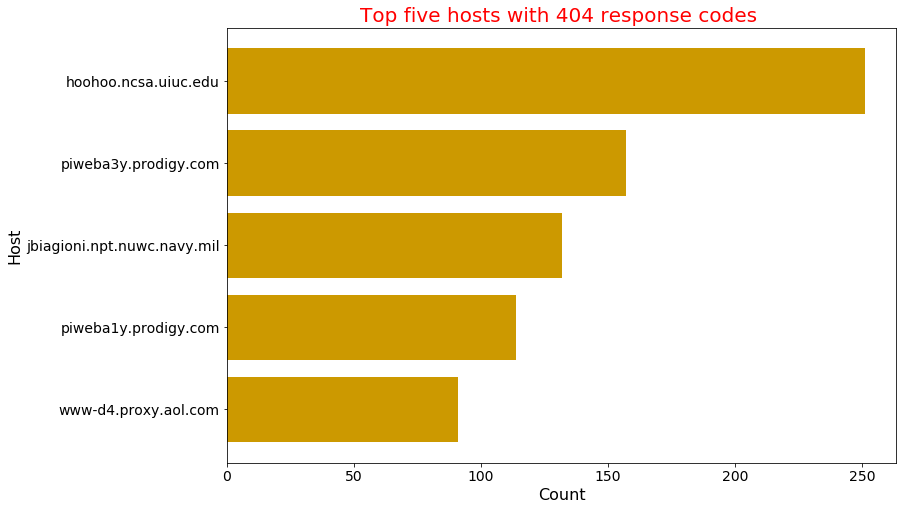 Top five hosts with 404 response codes
hoohoo.ncsa.uiuc.edu
piweba3y.prodigy.com
jbiagioni.npt.nuwc.navy.mil
piweba1y.prodigy.com
www-d4.proxy.aol.com
Host
0 50 100 150 200 250
Count